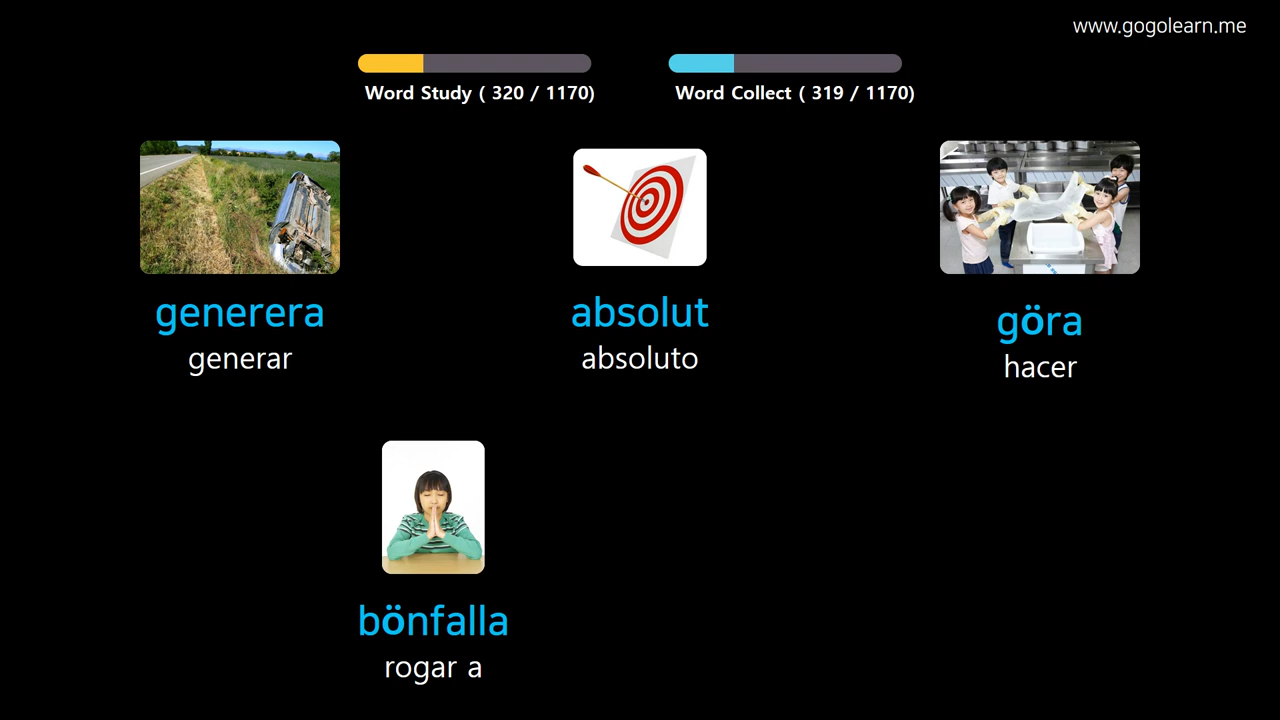 www.gogolearn.me
Word Study ( 320 / 1170)
Word Collect ( 319 / 1170)
generera
generar
absolut
absoluto
göra
hacer
bönfalla
rogar a